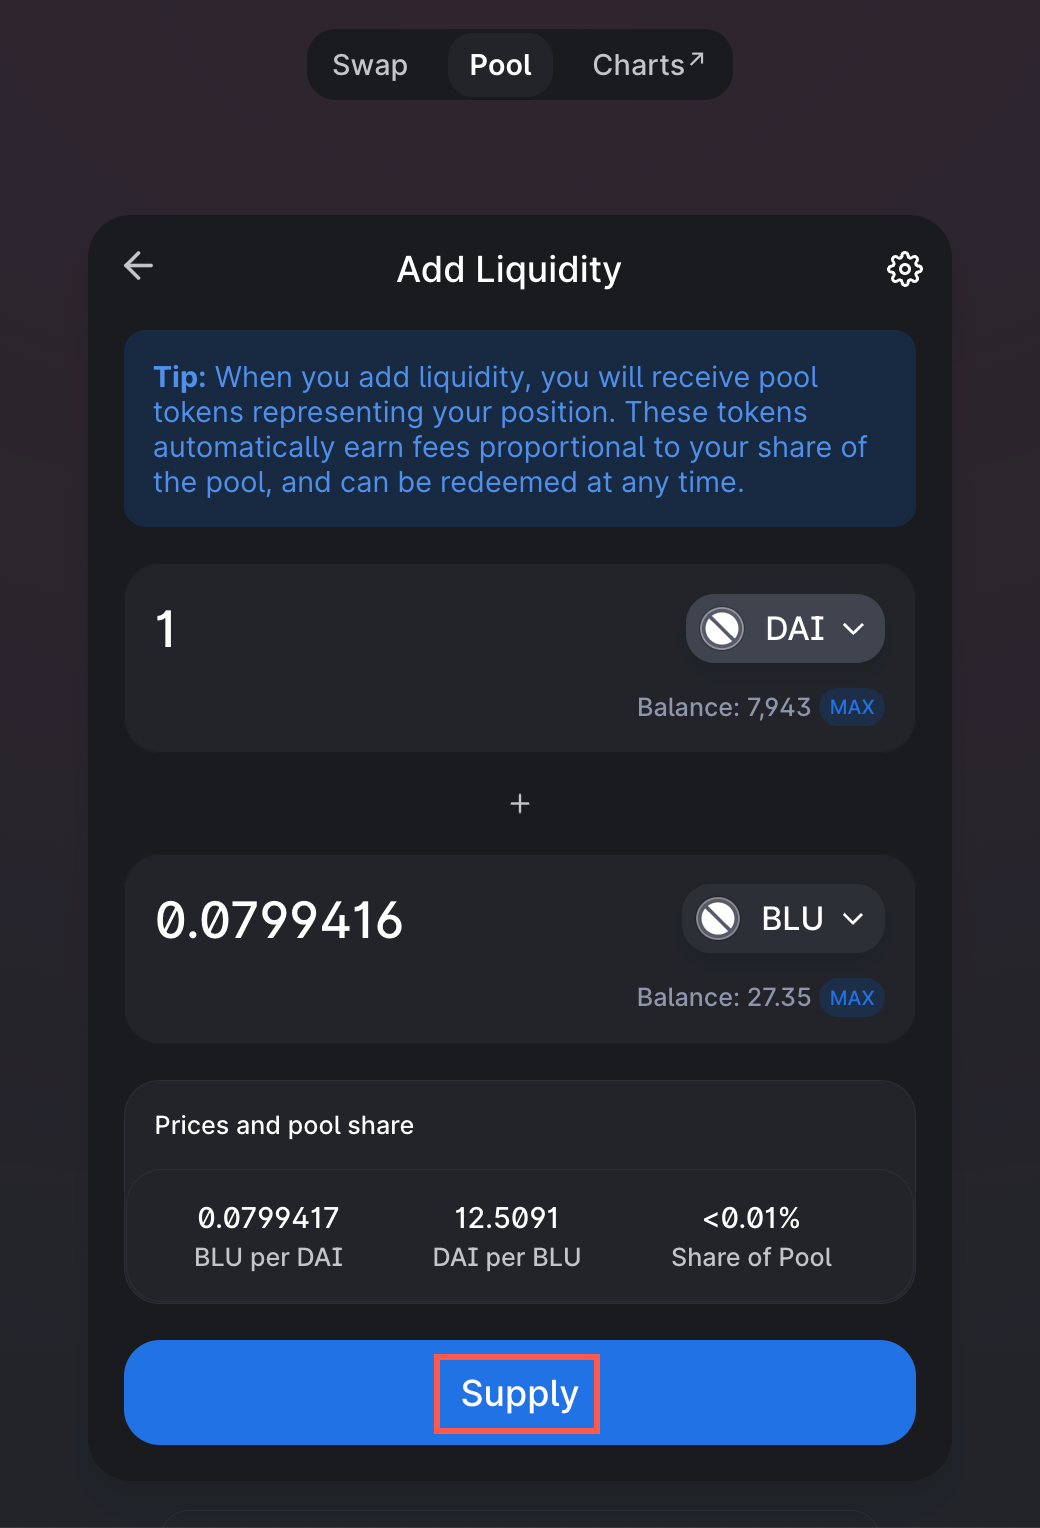 Swap Pool Charts↗
Add Liquidity
Tip: When you add liquidity, you will receive pool
tokens representing your position. These tokens
automatically earn fees proportional to your share of
the pool, and can be redeemed at any time.
1 DAI
Balance: 7,943 MAX
+
0.0799416 BLU
Balance: 27.35 MAX
Prices and pool share
0.0799417 12.5091 <0.01%
BLU per DAI DAI per BLU Share of Pool
Supply